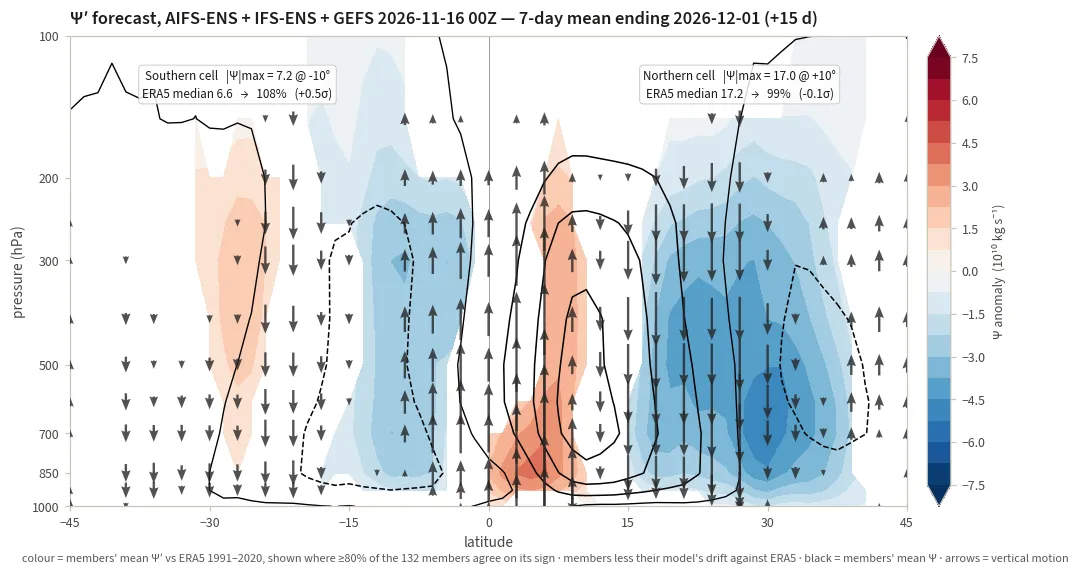 Ψ′ forecast, AIFS-ENS + IFS-ENS + GEFS 2026-11-16 00Z — 7-day mean ending 2026-12-01 (+15 d)
Southern cell |Ψ|max = 7.2 @ -10°
ERA5 median 6.6 → 108% (+0.5σ)
Northern cell |Ψ|max = 17.0 @ +10°
ERA5 median 17.2 → 99% (-0.1σ)
pressure (hPa)
100
200
300
400
500
700
850
1000
−45
−30
−15
0
15
30
45
latitude
7.5
6.0
4.5
3.0
1.5
0.0
−1.5
−3.0
−4.5
−6.0
−7.5
Ψ anomaly (10¹⁰ kg s⁻¹)
colour = members' mean Ψ′ vs ERA5 1991–2020, shown where ≥80% of the 132 members agree on its sign · members less their model's drift against ERA5 · black = members' mean Ψ · arrows = vertical motion